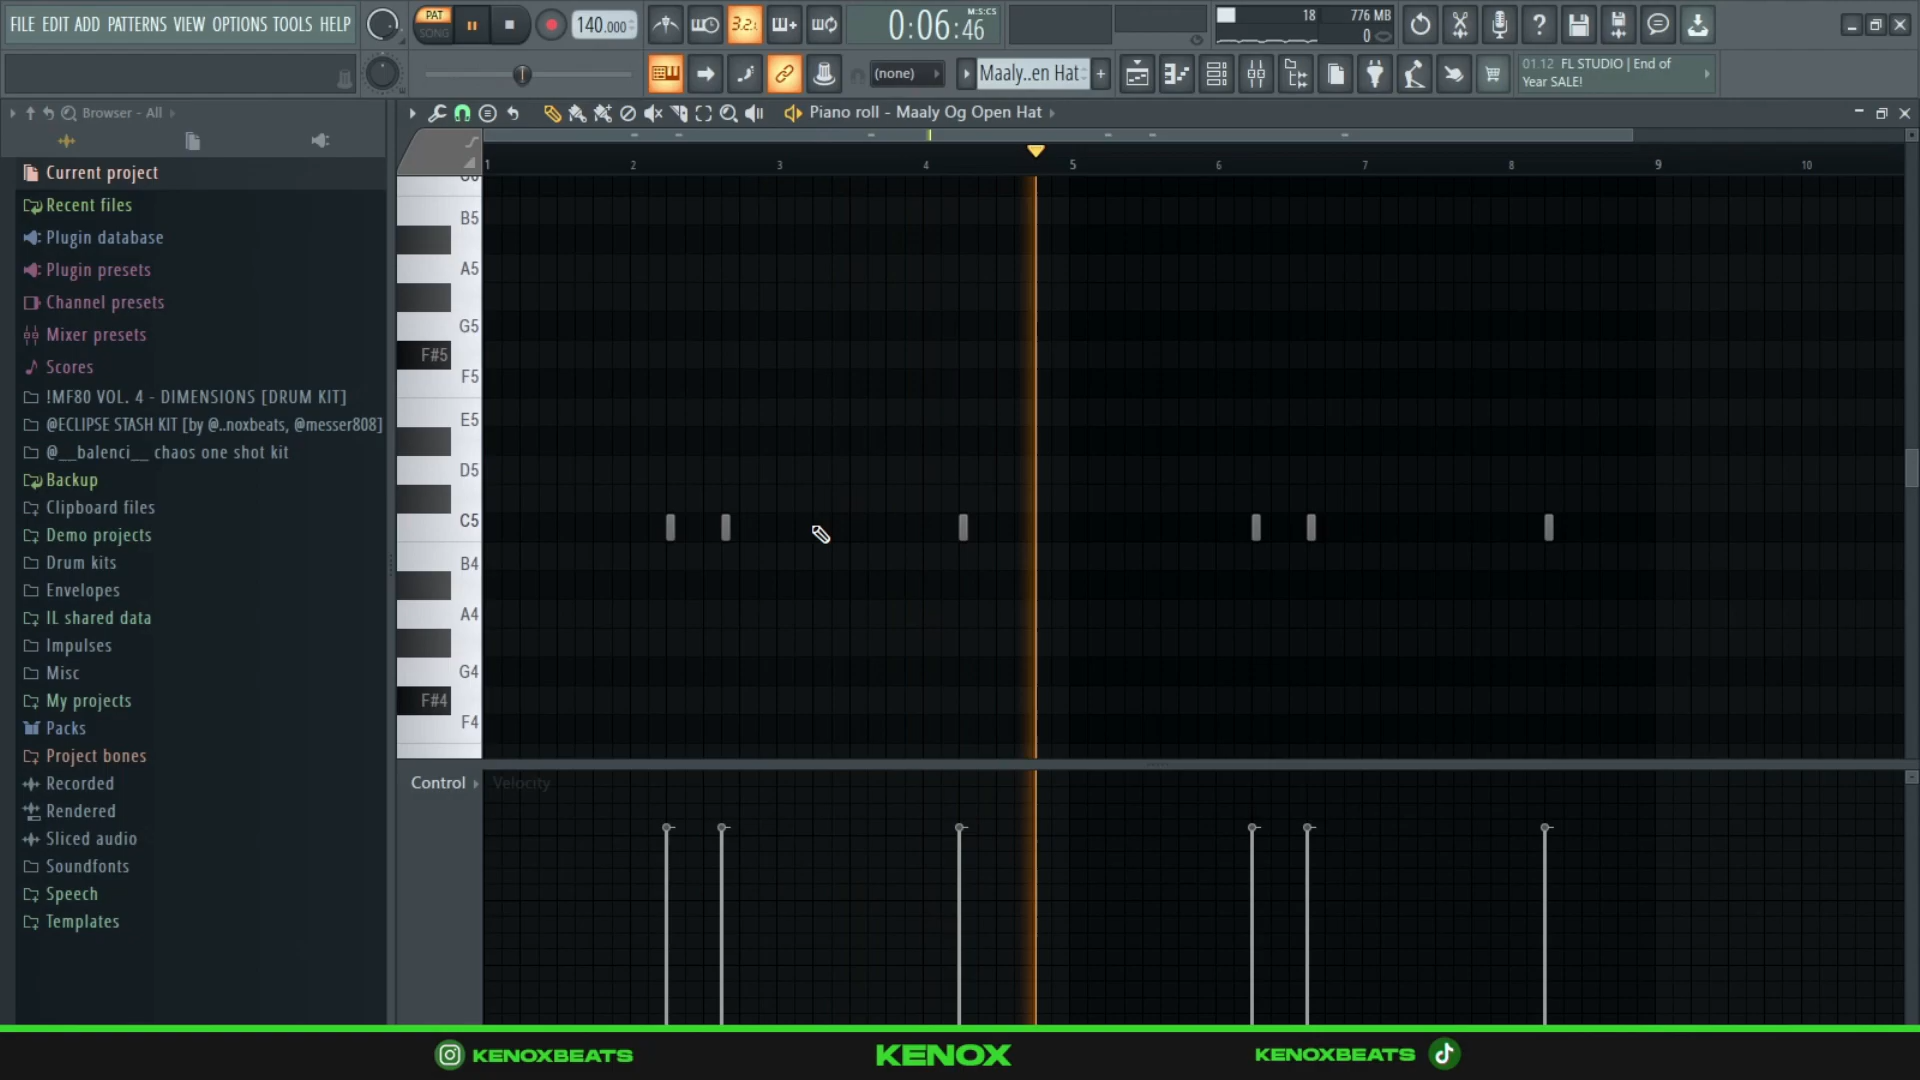 FILE EDIT ADD PATTERNS VIEW OPTIONS TOOLS HELP
PAT
SONG
140.000
3.2.
0:06:46
M:S:CS
18
776 MB
0
(none)
Maaly..en Hat
01.12 FL STUDIO | End of
Year SALE!
Browser - All
Piano roll - Maaly Og Open Hat
Current project
Recent files
Plugin database
Plugin presets
Channel presets
Mixer presets
Scores
!MF80 VOL. 4 - DIMENSIONS [DRUM KIT]
@ECLIPSE STASH KIT [by @..noxbeats, @messer808]
@__balenci__ chaos one shot kit
Backup
Clipboard files
Demo projects
Drum kits
Envelopes
IL shared data
Impulses
Misc
My projects
Packs
Project bones
Recorded
Rendered
Sliced audio
Soundfonts
Speech
Templates
1 2 3 4 5 6 7 8 9 10
B5
A5
G5
F#5
F5
E5
D5
C5
B4
A4
G4
F#4
F4
Control
Velocity
KENOXBEATS
KENOX
KENOXBEATS